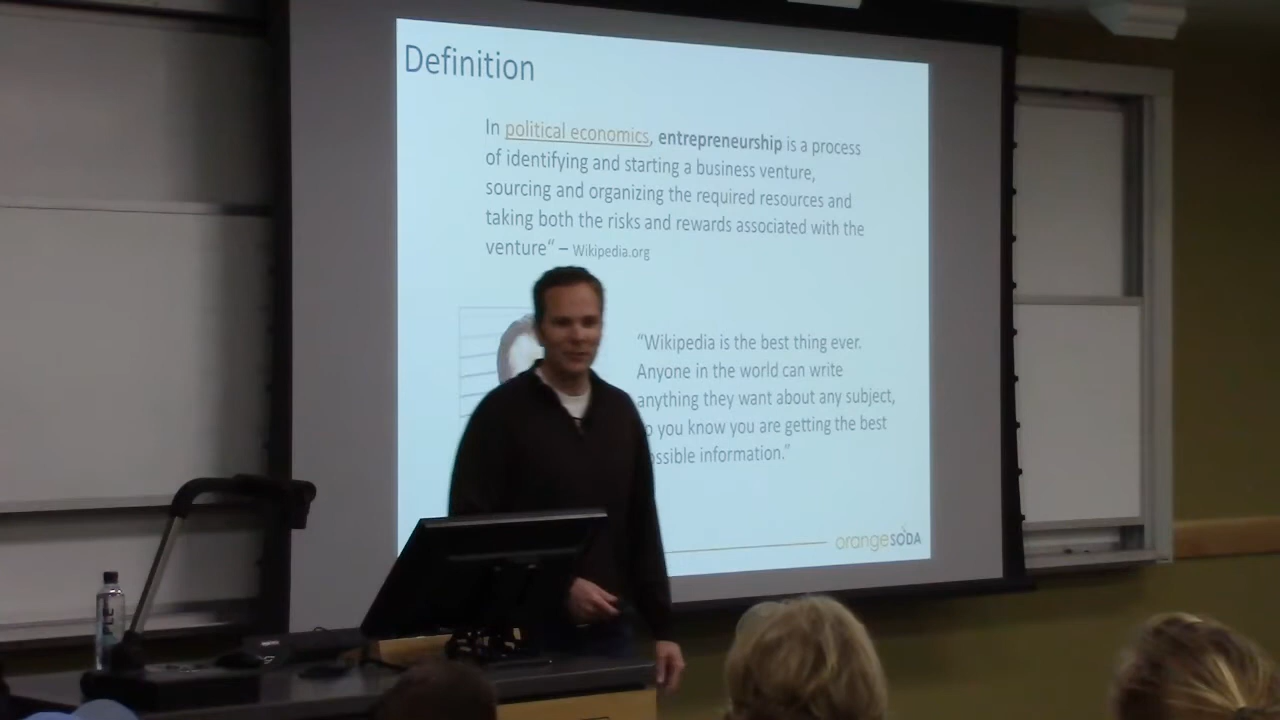 Definition
In political economics, entrepreneurship is a process
of identifying and starting a business venture,
sourcing and organizing the required resources and
taking both the risks and rewards associated with the
venture“ – Wikipedia.org
“Wikipedia is the best thing ever.
Anyone in the world can write
anything they want about any subject,
you know you are getting the best
information.”
orangeSODA